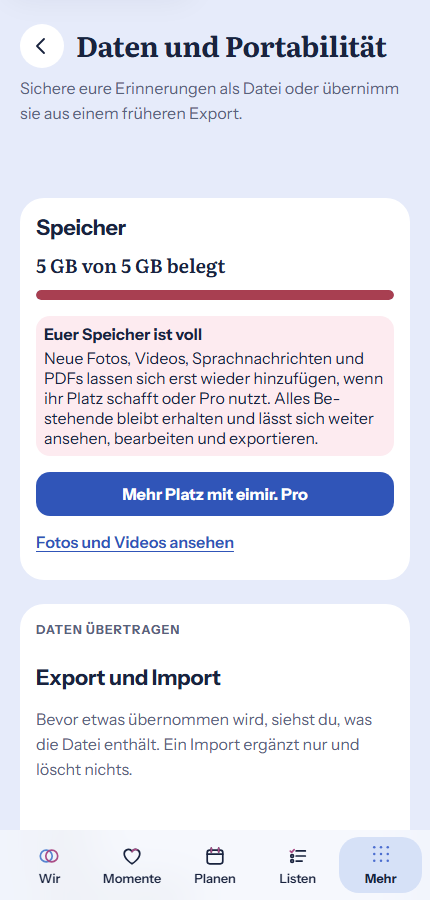 Daten und Portabilität
Sichere eure Erinnerungen als Datei oder übernimm
sie aus einem früheren Export.
Speicher
5 GB von 5 GB belegt
Euer Speicher ist voll
Neue Fotos, Videos, Sprachnachrichten und
PDFs lassen sich erst wieder hinzufügen, wenn
ihr Platz schafft oder Pro nutzt. Alles Be-
stehende bleibt erhalten und lässt sich weiter
ansehen, bearbeiten und exportieren.
Mehr Platz mit eimir. Pro
Fotos und Videos ansehen
DATEN ÜBERTRAGEN
Export und Import
Bevor etwas übernommen wird, siehst du, was
die Datei enthält. Ein Import ergänzt nur und
löscht nichts.
Wir Momente Planen Listen Mehr